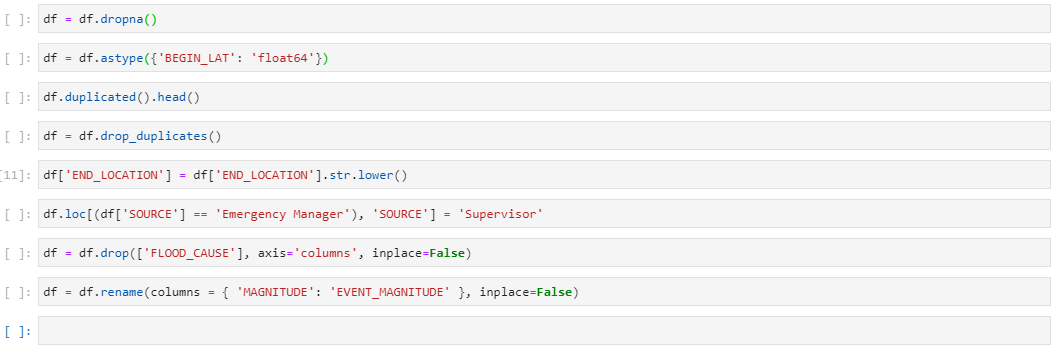 [ ]: df = df.dropna()
[ ]: df = df.astype({'BEGIN_LAT': 'float64'})
[ ]: df.duplicated().head()
[ ]: df = df.drop_duplicates()
[11]: df['END_LOCATION'] = df['END_LOCATION'].str.lower()
[ ]: df.loc[(df['SOURCE'] == 'Emergency Manager'), 'SOURCE'] = 'Supervisor'
[ ]: df = df.drop(['FLOOD_CAUSE'], axis='columns', inplace=False)
[ ]: df = df.rename(columns = { 'MAGNITUDE': 'EVENT_MAGNITUDE' }, inplace=False)
[ ]: